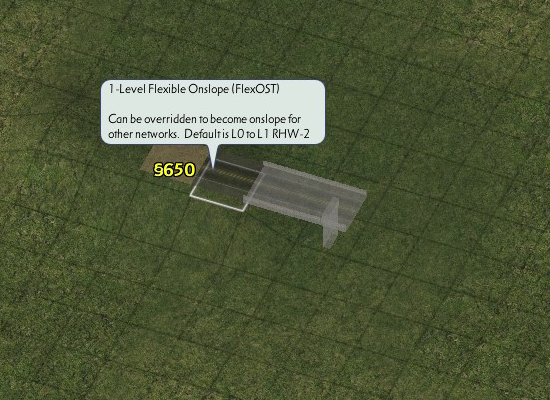 1-Level Flexible Onslope (FlexOST)
Can be overridden to become onslope for
other networks. Default is L0 to L1 RHW-2
§650